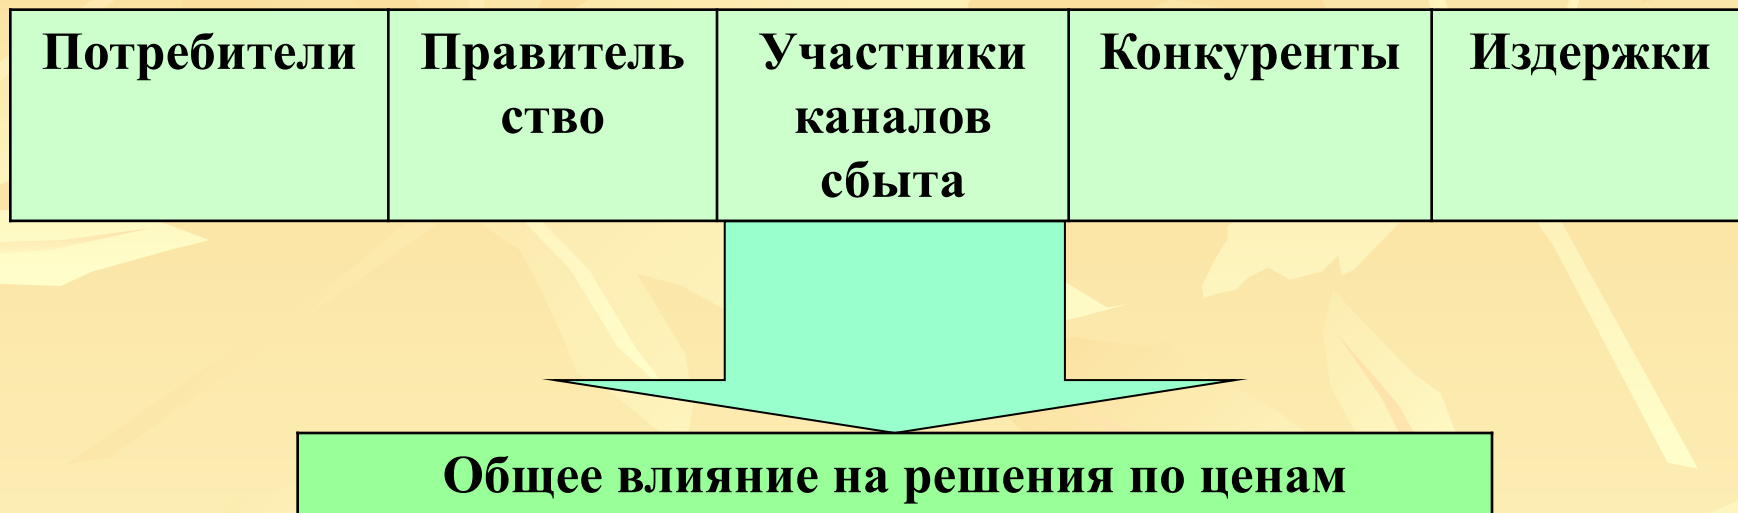 Потребители
Правитель
ство
Участники
каналов
сбыта
Конкуренты
Издержки
Общее влияние на решения по ценам